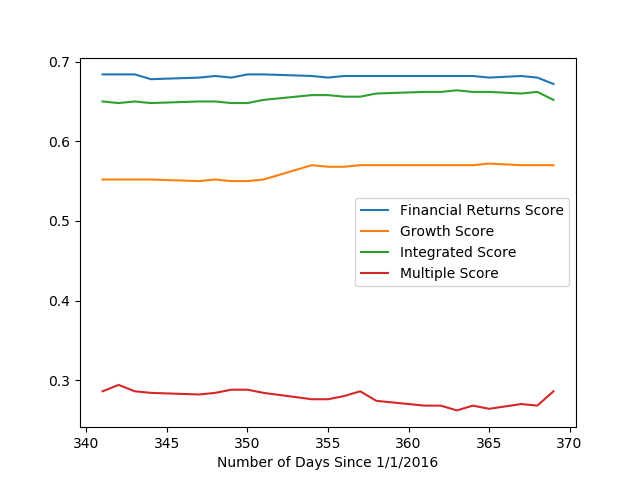 0.7
0.6
0.5
0.4
0.3
340 345 350 355 360 365 370
Number of Days Since 1/1/2016
Financial Returns Score
Growth Score
Integrated Score
Multiple Score